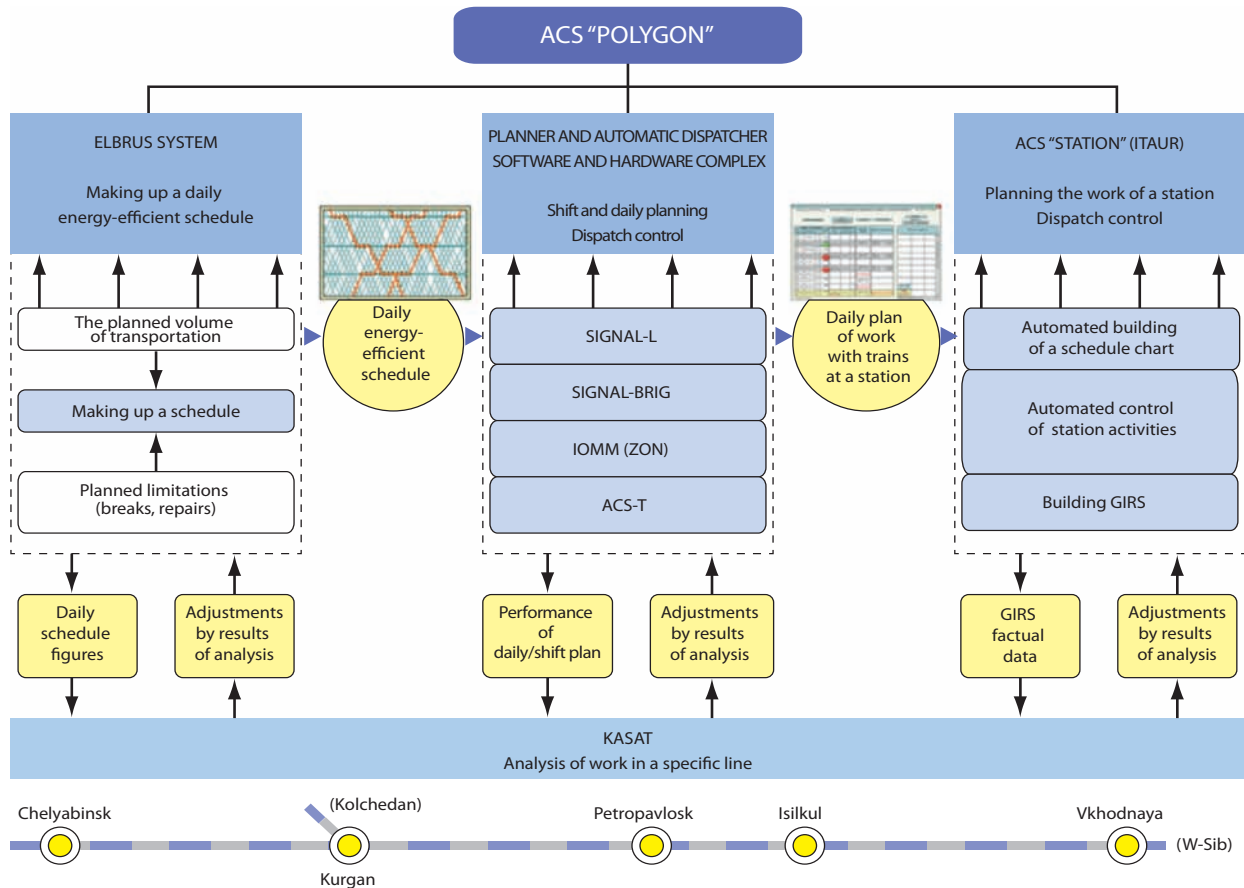 ACS “POLYGON”
ELBRUS SYSTEM
Making up a daily
energy-efficient schedule
PLANNER AND AUTOMATIC DISPATCHER
SOFTWARE AND HARDWARE COMPLEX
Shift and daily planning
Dispatch control
ACS “STATION” (ITAUR)
Planning the work of a station
Dispatch control
The planned volume
of transportation
Making up a schedule
Planned limitations
(breaks, repairs)
Daily
energy-
efficient
schedule
SIGNAL-L
SIGNAL-BRIG
IOMM (ZON)
ACS-T
Daily plan
of work
with trains
at a station
Automated building
of a schedule chart
Automated control
of station activities
Building GIRS
Daily
schedule
figures
Adjustments
by results
of analysis
Performance
of
daily/shift plan
Adjustments
by results
of analysis
GIRS
factual
data
Adjustments
by results
of analysis
KASAT
Analysis of work in a specific line
Chelyabinsk
(Kolchedan)
Kurgan
Petropavlosk
Isilkul
Vkhodnaya
(W-Sib)